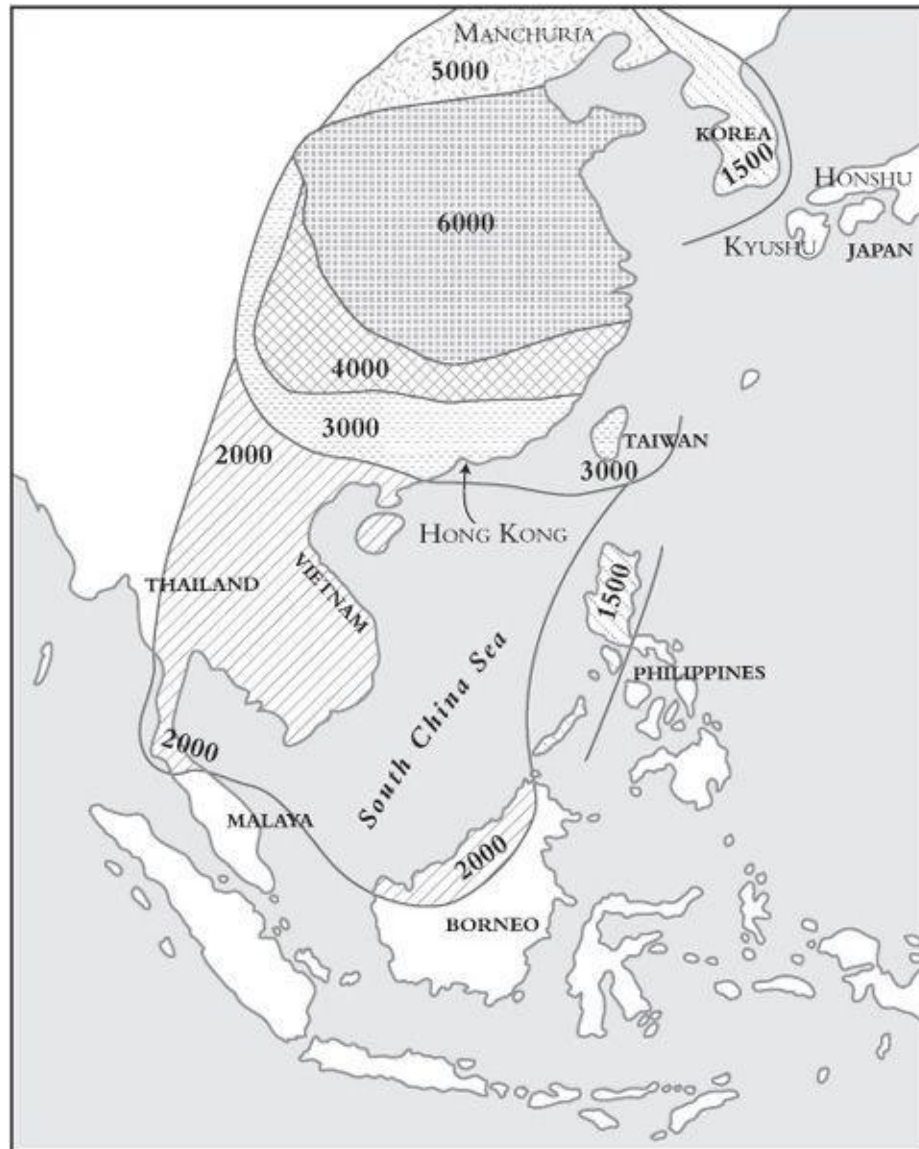 MANCHURIA
5000
KOREA
1500
HONSHU
6000
KYUSHU
JAPAN
4000
3000
2000
TAIWAN
3000
HONG KONG
THAILAND
VIETNAM
1500
PHILIPPINES
South China Sea
2000
MALAYA
2000
BORNEO